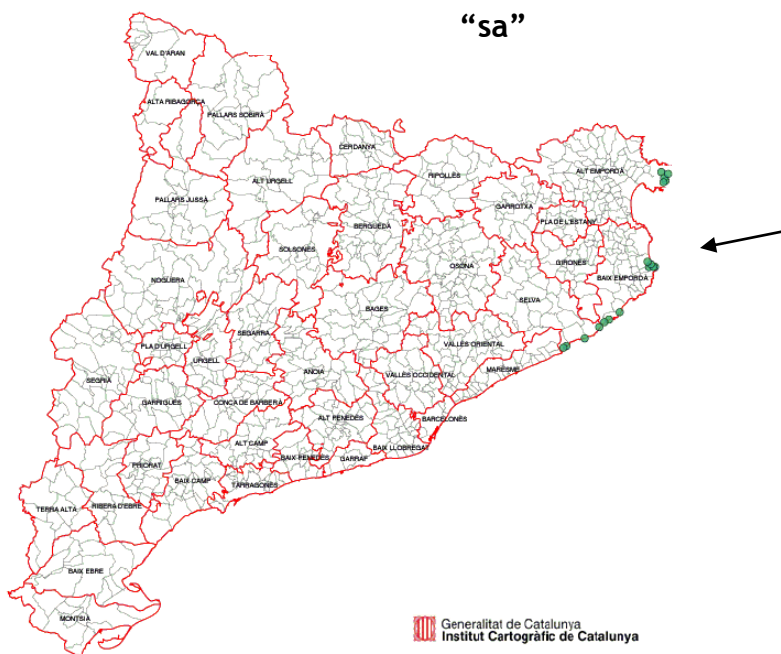 “sa”
VAL D'ARAN
ALTA RIBAGORÇA
PALLARS SOBIRÀ
CERDANYA
RIPOLLÈS
ALT EMPORDÀ
ALT URGELL
PALLARS JUSSÀ
GARROTXA
PLA DE L'ESTANY
BERGUEDÀ
SOLSONÈS
OSONA
GIRONÈS
BAIX EMPORDÀ
NOGUERA
SELVA
BAGES
SEGARRA
PLA D'URGELL
URGELL
VALLÈS ORIENTAL
MARESME
ANOIA
VALLÈS OCCIDENTAL
SEGRIÀ
GARRIGUES
CONCA DE BARBERÀ
ALT PENEDÈS
BARCELONÈS
ALT CAMP
BAIX LLOBREGAT
BAIX PENEDÈS
GARRAF
PRIORAT
BAIX CAMP
TARRAGONÈS
TERRA ALTA
RIBERA D'EBRE
BAIX EBRE
MONTSIÀ
Generalitat de Catalunya
Institut Cartogràfic de Catalunya